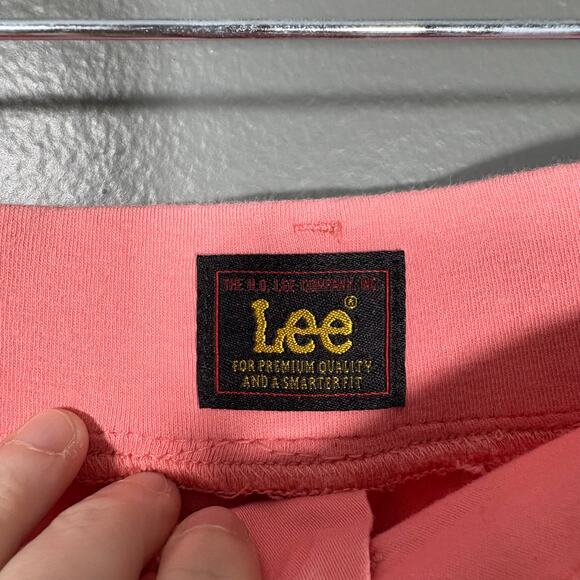 THE H.D. LEE COMPANY, INC.
Lee®
FOR PREMIUM QUALITY
AND A SMARTER FIT